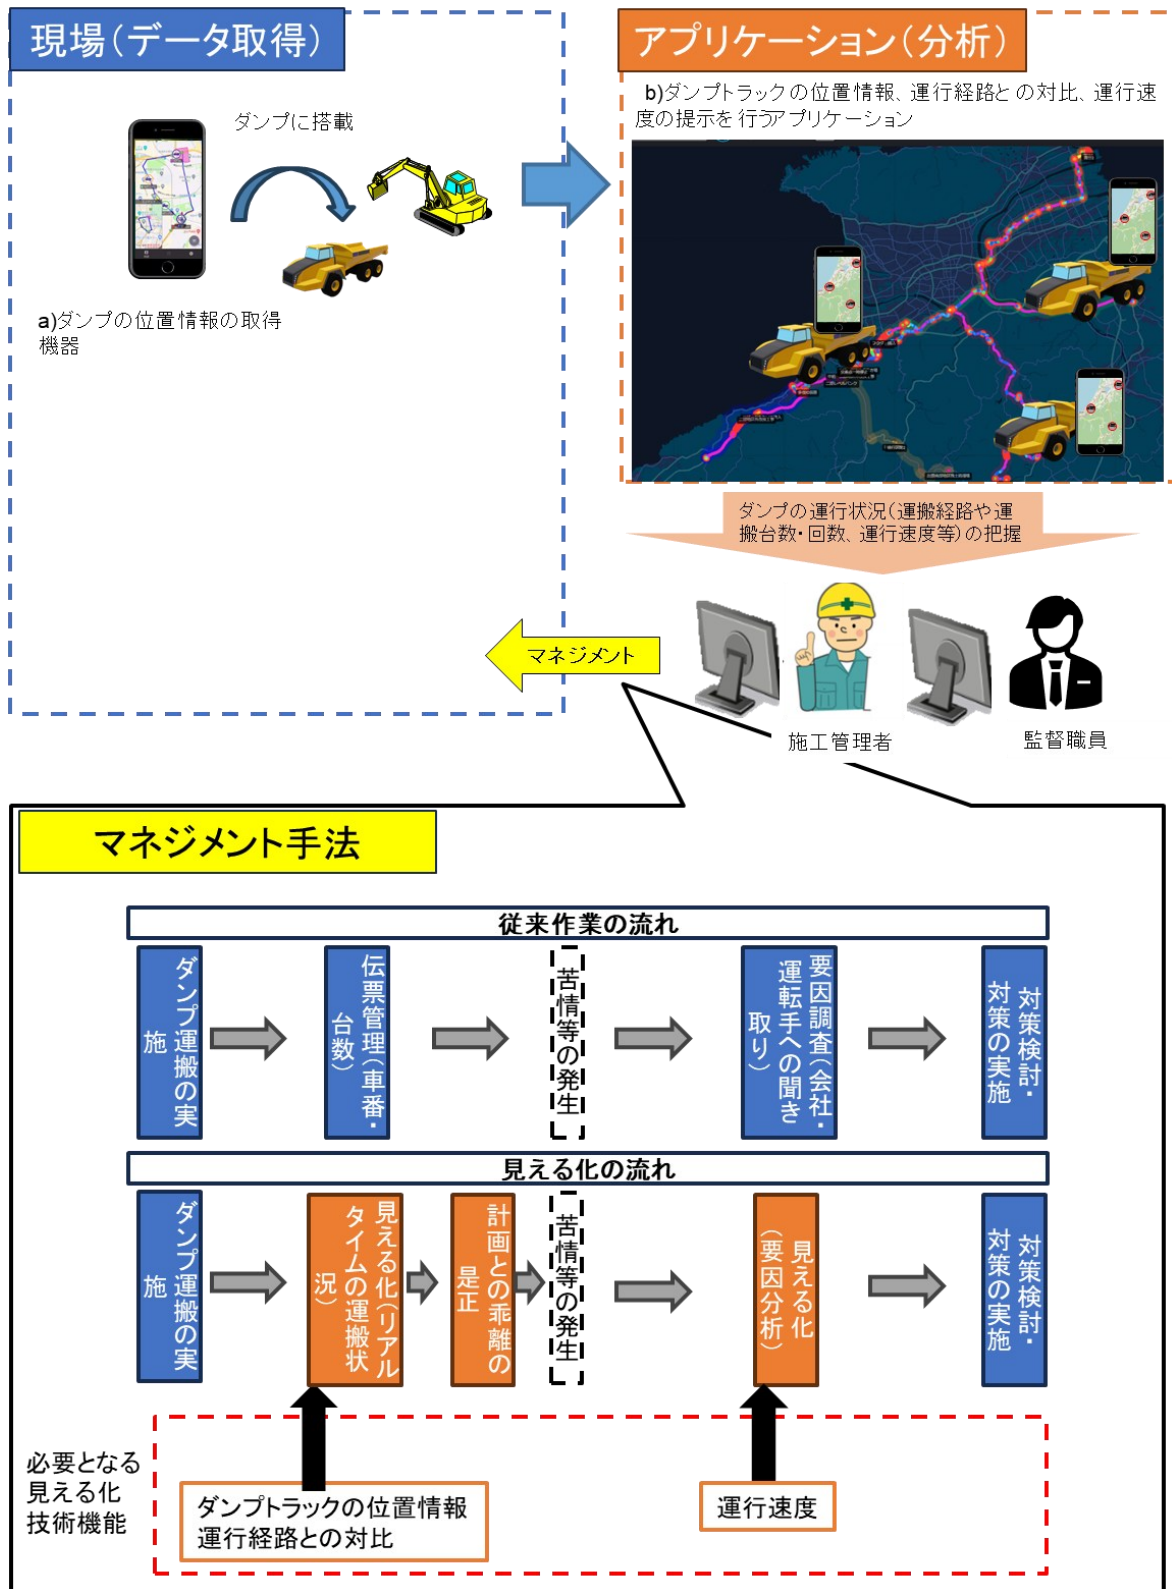 現場（データ取得）
ダンプに搭載
a)ダンプの位置情報の取得
機器
アプリケーション（分析）
b)ダンプトラックの位置情報、運行経路との対比、運行速
度の提示を行うアプリケーション
ダンプの運行状況（運搬経路や運
搬台数・回数、運行速度等）の把握
マネジメント
施工管理者
監督職員
マネジメント手法
従来作業の流れ
ダンプ運搬の実
施
伝票管理（車番・
台数）
苦情等の発生
要因調査（会社・
運転手への聞き
取り）
対策検討・
対策の実施
見える化の流れ
ダンプ運搬の実
施
見える化（リアル
タイムの運搬状
況）
計画との乖離の
是正
苦情等の発生
見える化
（要因分析）
対策検討・
対策の実施
必要となる
見える化
技術機能
ダンプトラックの位置情報
運行経路との対比
運行速度